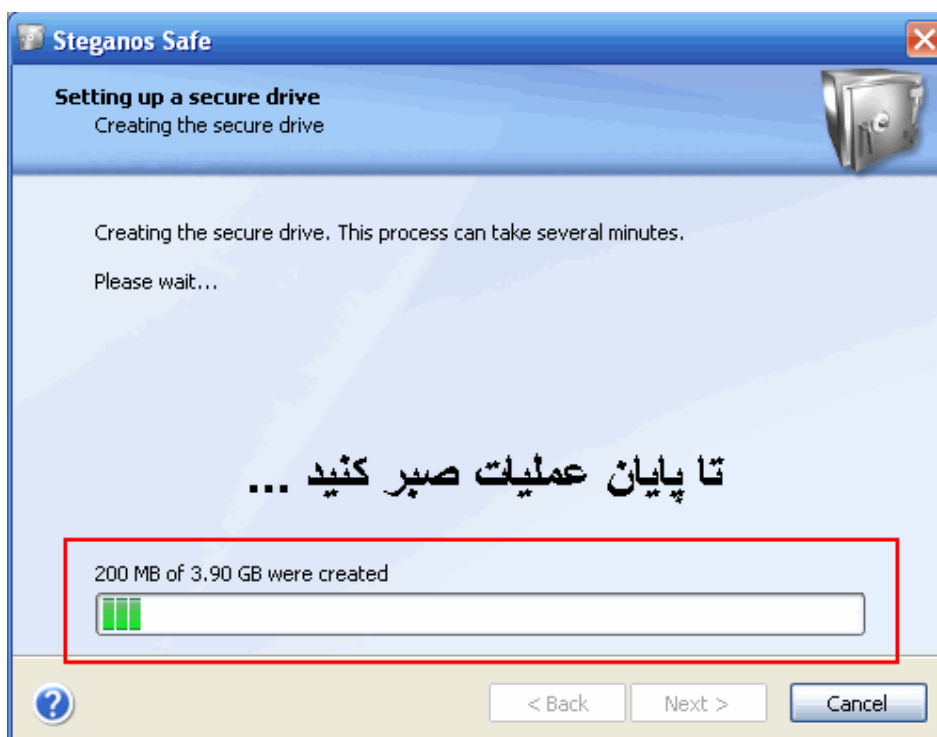 Steganos Safe
Setting up a secure drive
Creating the secure drive
Creating the secure drive. This process can take several minutes.
Please wait...
تا پایان عملیات صبر کنید ...
200 MB of 3.90 GB were created
?
< Back Next > Cancel